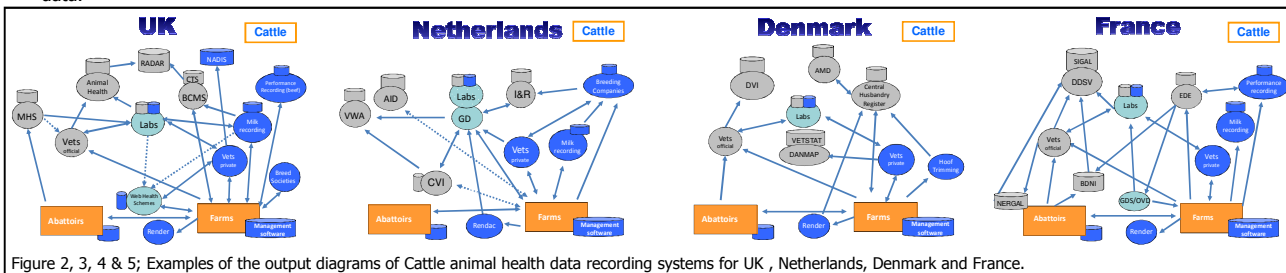 data.
UK
Cattle
NADIS
RADAR
Animal
Health
CTS
BCMS
Performance
Recording (beef)
MHS
Labs
Milk
recording
Vets
official
Vets
private
Breed
Societies
Herd Health
Schemes
Abattoirs
Farms
Render
Management
software
Netherlands
Cattle
AID
Labs
GD
I&R
Breeding
Companies
VWA
Vets
private
Milk
recording
CVI
Abattoirs
Farms
Rendac
Management
software
Denmark
Cattle
DVI
AMD
Central
Husbandry
Register
Labs
Vets
official
VETSTAT
DANMAP
Vets
private
Hoof
Trimming
Abattoirs
Farms
Render
Management
software
France
Cattle
SIGAL
DDSV
Labs
EDE
Performance
recording
Milk
recording
Vets
official
Vets
private
BDNI
NERGAL
GDS/OVD
Abattoirs
Farms
Render
Management
software
Figure 2, 3, 4 & 5; Examples of the output diagrams of Cattle animal health data recording systems for UK , Netherlands, Denmark and France.